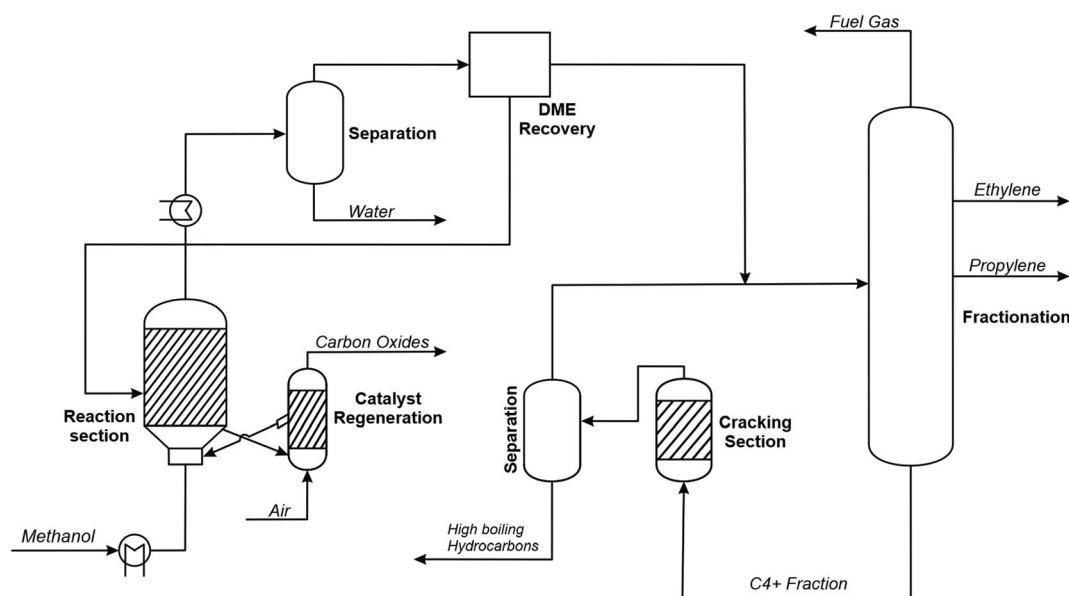 Fuel Gas
DME
Recovery
Separation
Ethylene
Water
Propylene
Fractionation
Carbon Oxides
Catalyst
Regeneration
Reaction
section
Separation
Cracking
Section
Air
Methanol
High boiling
Hydrocarbons
C4+ Fraction